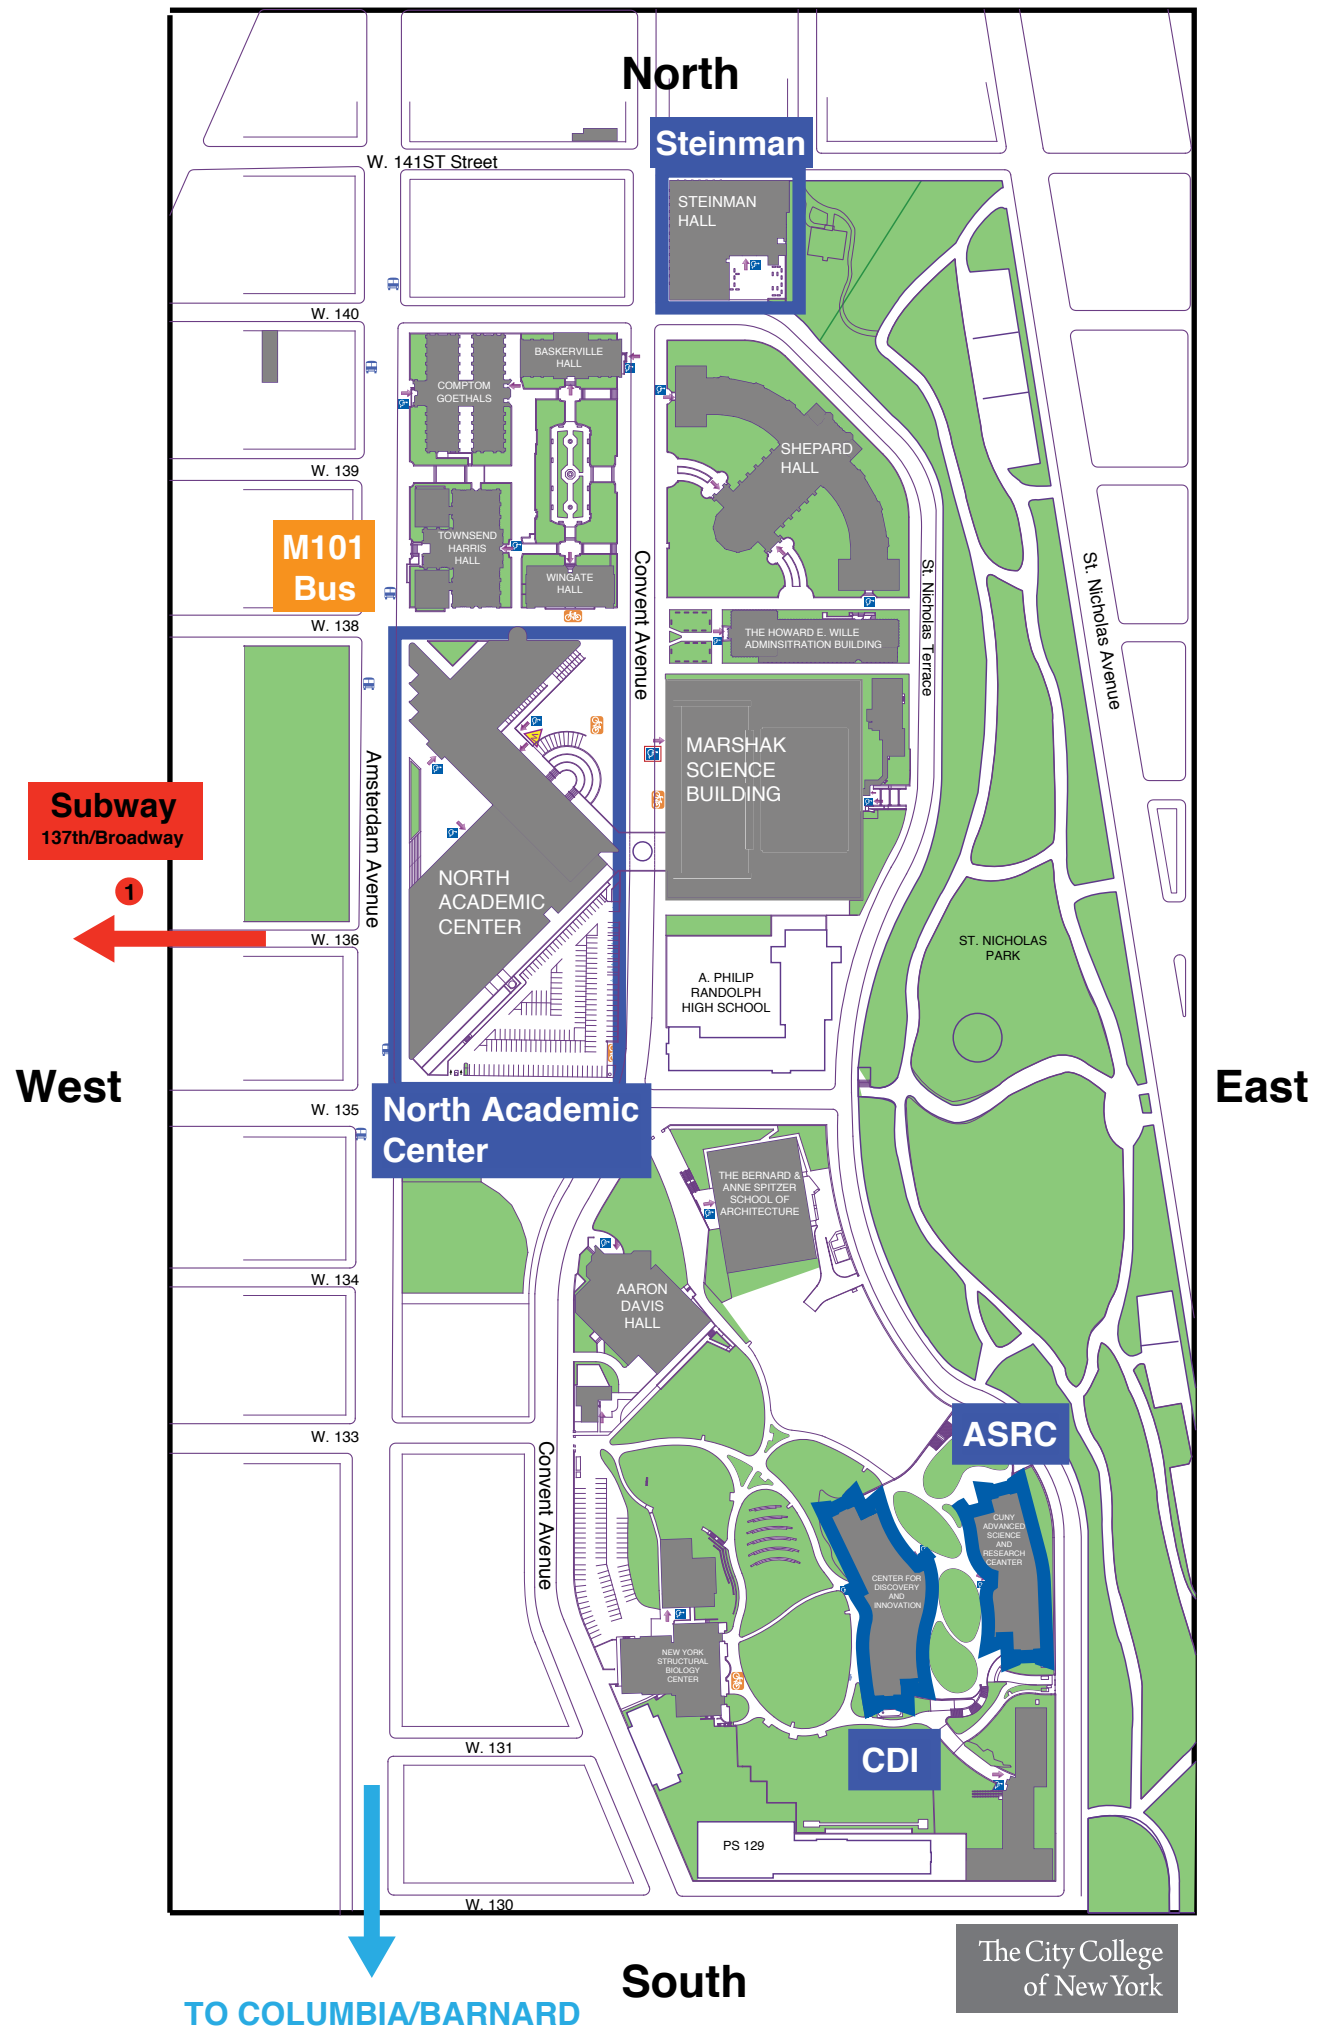 North
Steinman
W. 141ST Street
STEINMAN
HALL
W. 140
BASKERVILLE
HALL
COMPTOM
GOETHALS
SHEPARD
HALL
W. 139
M101
Bus
TOWNSEND
HARRIS
HALL
WINGATE
HALL
Convent Avenue
St. Nicholas Terrace
St. Nicholas Avenue
W. 138
THE HOWARD E. WILLE
ADMINSITRATION BUILDING
MARSHAK
SCIENCE
BUILDING
Amsterdam Avenue
Subway
137th/Broadway
1
NORTH
ACADEMIC
CENTER
W. 136
ST. NICHOLAS
PARK
A. PHILIP
RANDOLPH
HIGH SCHOOL
West
East
W. 135
North Academic
Center
THE BERNARD &
ANNE SPITZER
SCHOOL OF
ARCHITECTURE
W. 134
AARON
DAVIS
HALL
W. 133
ASRC
Convent Avenue
CUNY
ADVANCED
SCIENCE
AND
RESEARCH
CEANTER
CENTER FOR
DISCOVERY
AND
INNOVATION
NEW YORK
STRUCTURAL
BIOLOGY
CENTER
W. 131
CDI
PS 129
W. 130
South
The City College
of New York
TO COLUMBIA/BARNARD